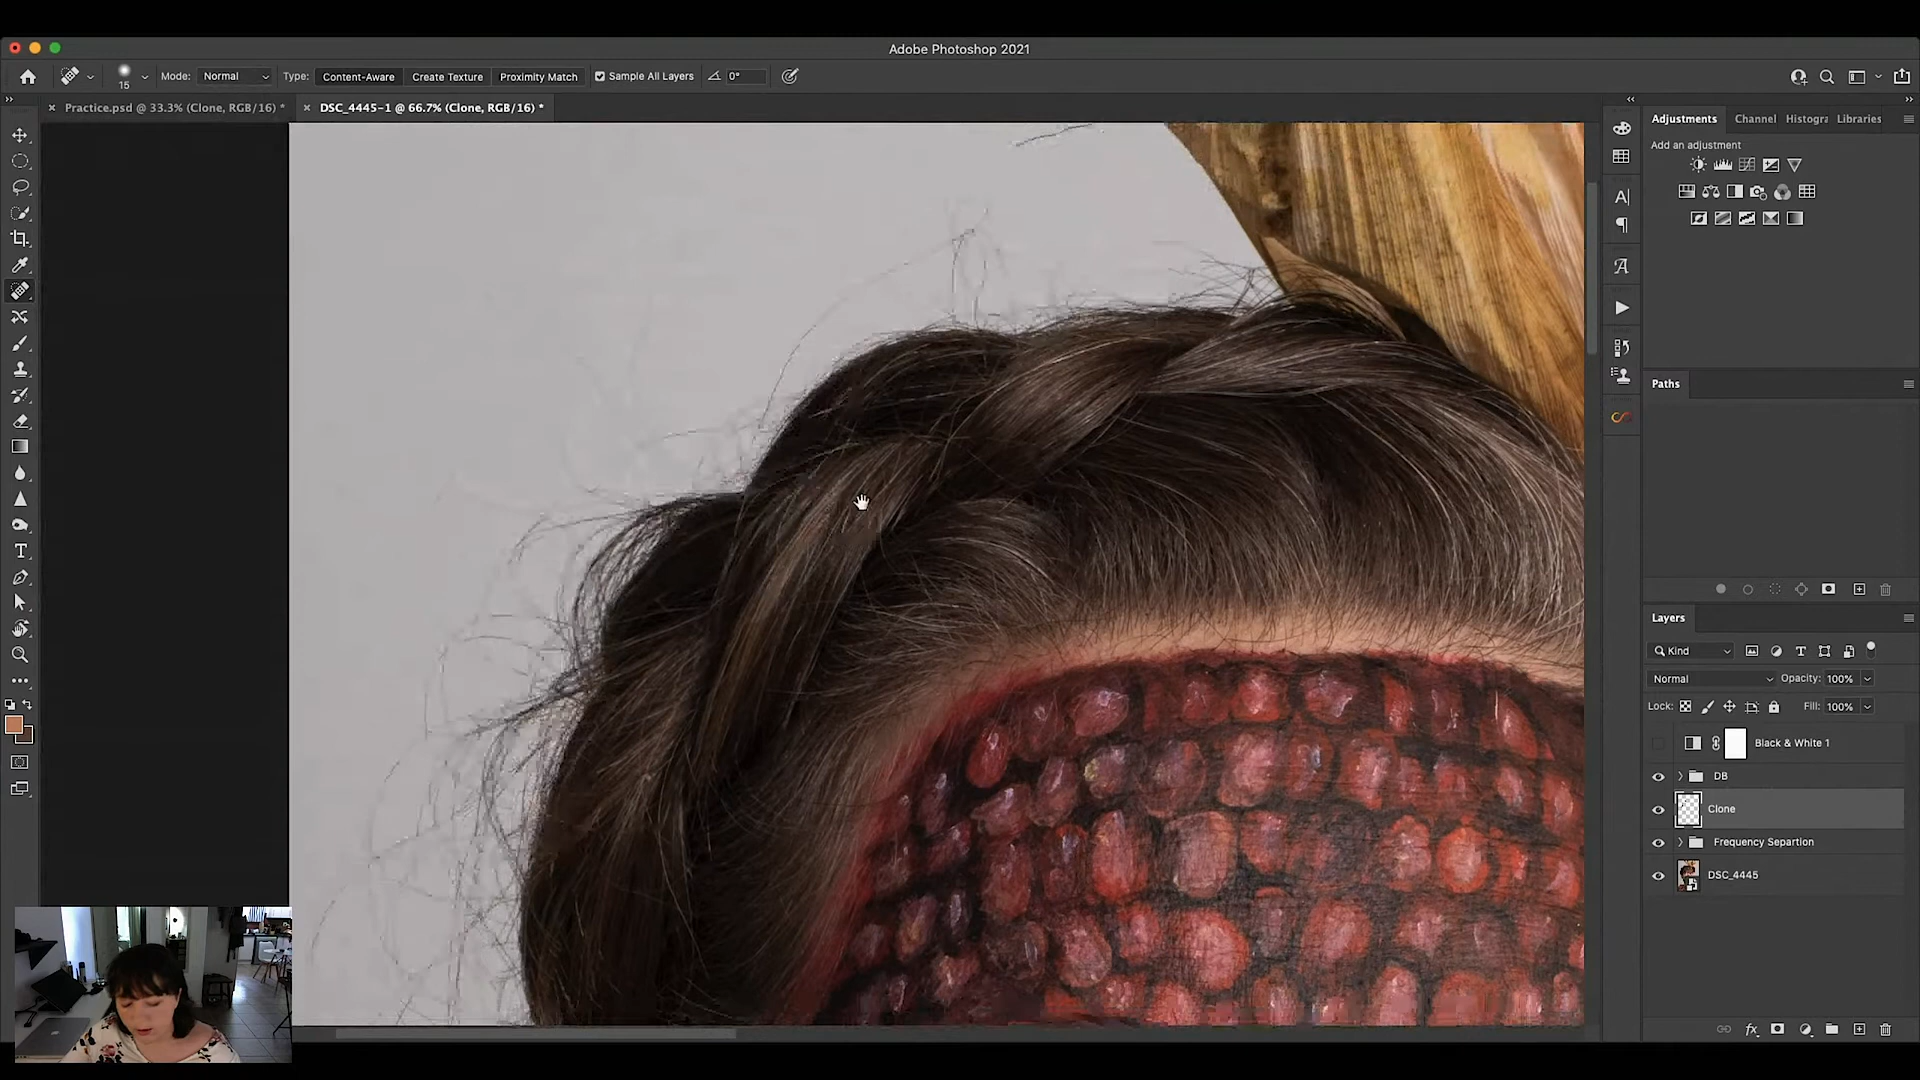 Adobe Photoshop 2021
15
Mode: Normal Type: Content-Aware Create Texture Proximity Match Sample All Layers 0°
Practice.psd @ 33.3% (Clone, RGB/16) * DSC_4445-1 @ 66.7% (Clone, RGB/16) *
Adjustments Channel Histogra Libraries
Add an adjustment
Paths
Layers
Kind
Normal Opacity: 100%
Lock: Fill: 100%
Black & White 1
DB
Clone
Frequency Separtion
DSC_4445